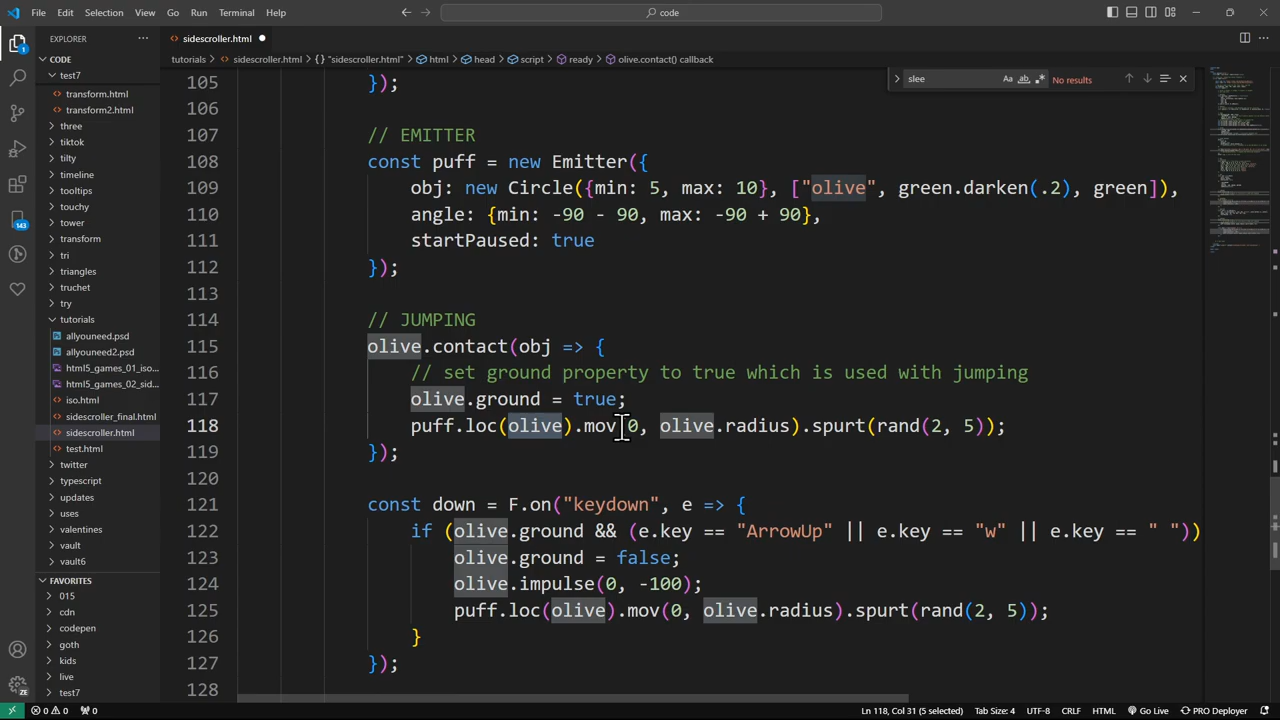 File Edit Selection View Go Run Terminal Help
code
EXPLORER
sidescroller.html
tutorials > sidescroller.html > {} "sidescroller.html" > html > head > script > ready > olive.contact() callback
slee
Aa ab .*
No results
CODE
test7
transform.html
transform2.html
three
tiktok
tilty
timeline
tooltips
touchy
tower
transform
tri
triangles
truchet
try
tutorials
allyouneed.psd
allyouneed2.psd
html5_games_01_iso...
html5_games_02_sid...
iso.html
sidescroller_final.html
sidescroller.html
test.html
twitter
typescript
updates
uses
valentines
vault
vault6
FAVORITES
015
cdn
codepen
goth
kids
live
test7
1
143
ZE
105 });
106
107 // EMITTER
108 const puff = new Emitter({
109 obj: new Circle({min: 5, max: 10}, ["olive", green.darken(.2), green]),
110 angle: {min: -90 - 90, max: -90 + 90},
111 startPaused: true
112 });
113
114 // JUMPING
115 olive.contact(obj => {
116 // set ground property to true which is used with jumping
117 olive.ground = true;
118 puff.loc(olive).mov(0, olive.radius).spurt(rand(2, 5));
119 });
120
121 const down = F.on("keydown", e => {
122 if (olive.ground && (e.key == "ArrowUp" || e.key == "w" || e.key == " "))
123 olive.ground = false;
124 olive.impulse(0, -100);
125 puff.loc(olive).mov(0, olive.radius).spurt(rand(2, 5));
126 }
127 });
128
0 0 0 Ln 118, Col 31 (5 selected) Tab Size: 4 UTF-8 CRLF HTML Go Live PRO Deployer